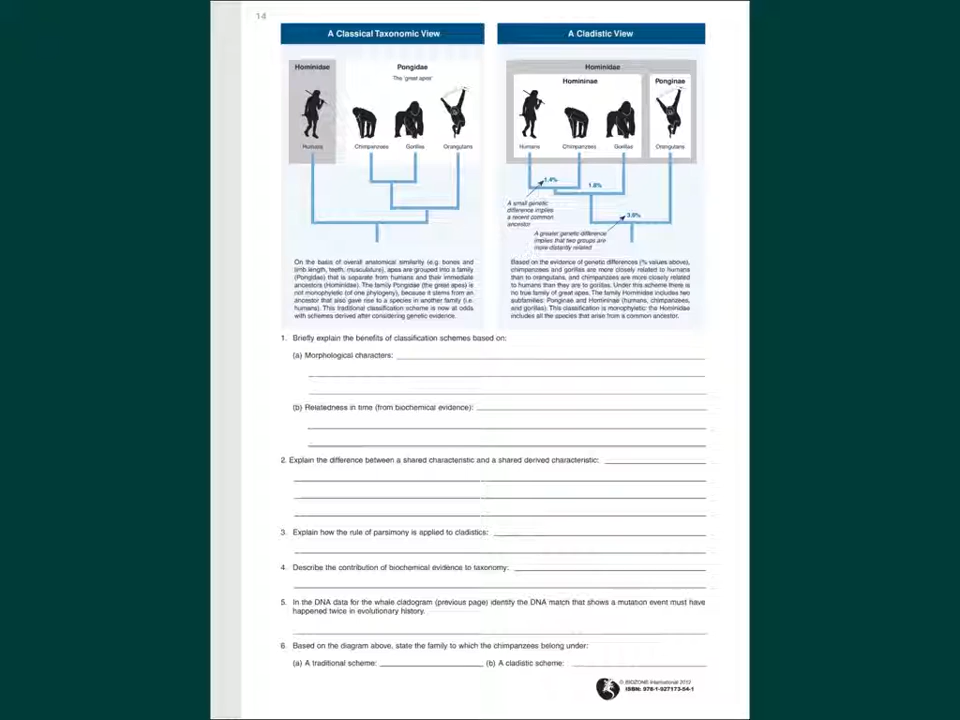 14
A Classical Taxonomic View
Hominidae
Pongidae
The 'great apes'
Humans
Chimpanzees
Gorillas
Orangutans
On the basis of overall anatomical similarity (e.g. bones and
limb length, teeth, musculature), apes are grouped into a family
(Pongidae) that is separate from humans and their immediate
ancestors (Hominidae). The family Pongidae (the great apes) is
not monophyletic (of one phylogeny), because it stems from an
ancestor that also gave rise to a species in another family (i.e.
humans). This traditional classification scheme is now at odds
with schemes derived after considering genetic evidence.
A Cladistic View
Hominidae
Homininae
Ponginae
Humans
Chimpanzees
Gorillas
Orangutans
1.4%
1.8%
3.6%
A small genetic
difference implies
a recent common
ancestor
A greater genetic difference
implies that two groups are
more distantly related
Based on the evidence of genetic differences (% values above),
chimpanzees and gorillas are more closely related to humans
than to orangutans, and chimpanzees are more closely related
to humans than they are to gorillas. Under this scheme there is
no true family of great apes. The family Hominidae includes two
subfamilies: Ponginae and Homininae (humans, chimpanzees,
and gorillas). This classification is monophyletic: the Hominidae
includes all the species that arise from a common ancestor.
1. Briefly explain the benefits of classification schemes based on:
(a) Morphological characters:
(b) Relatedness in time (from biochemical evidence):
2. Explain the difference between a shared characteristic and a shared derived characteristic:
3. Explain how the rule of parsimony is applied to cladistics:
4. Describe the contribution of biochemical evidence to taxonomy:
5. In the DNA data for the whale cladogram (previous page) identify the DNA match that shows a mutation event must have
happened twice in evolutionary history.
6. Based on the diagram above, state the family to which the chimpanzees belong under:
(a) A traditional scheme: (b) A cladistic scheme:
© BIOZONE International 2012
ISBN: 978-1-927173-54-1